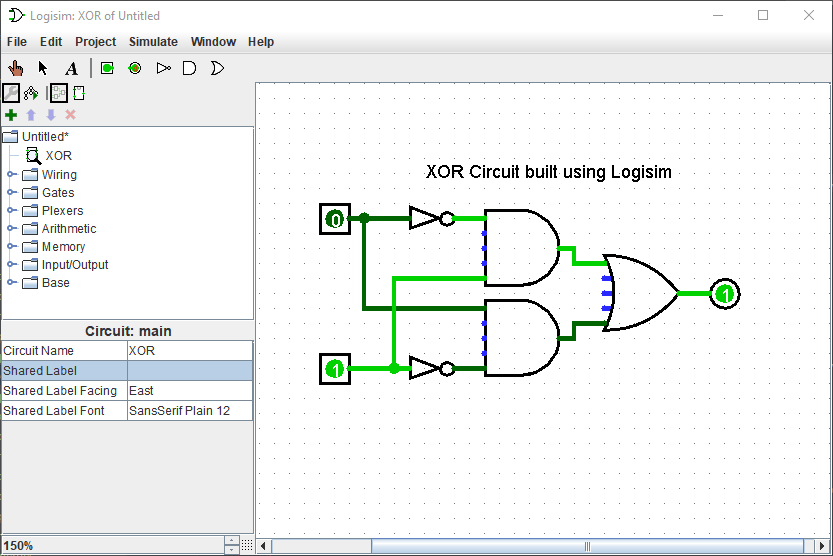 Logisim: XOR of Untitled
File Edit Project Simulate Window Help
A
Untitled*
XOR
Wiring
Gates
Plexers
Arithmetic
Memory
Input/Output
Base
Circuit: main
Circuit Name XOR
Shared Label
Shared Label Facing East
Shared Label Font SansSerif Plain 12
150%
XOR Circuit built using Logisim
0
1
1